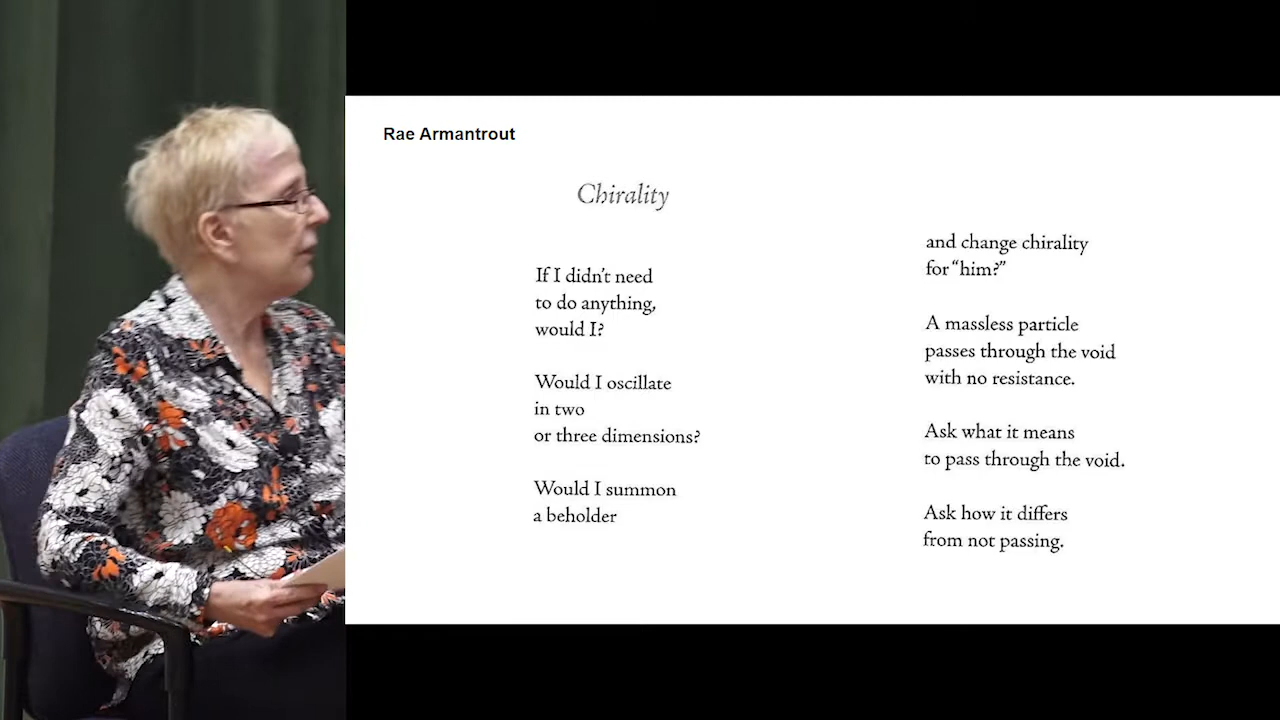 Rae Armantrout
Chirality
If I didn't need
to do anything,
would I?
Would I oscillate
in two
or three dimensions?
Would I summon
a beholder
and change chirality
for “him?”
A massless particle
passes through the void
with no resistance.
Ask what it means
to pass through the void.
Ask how it differs
from not passing.